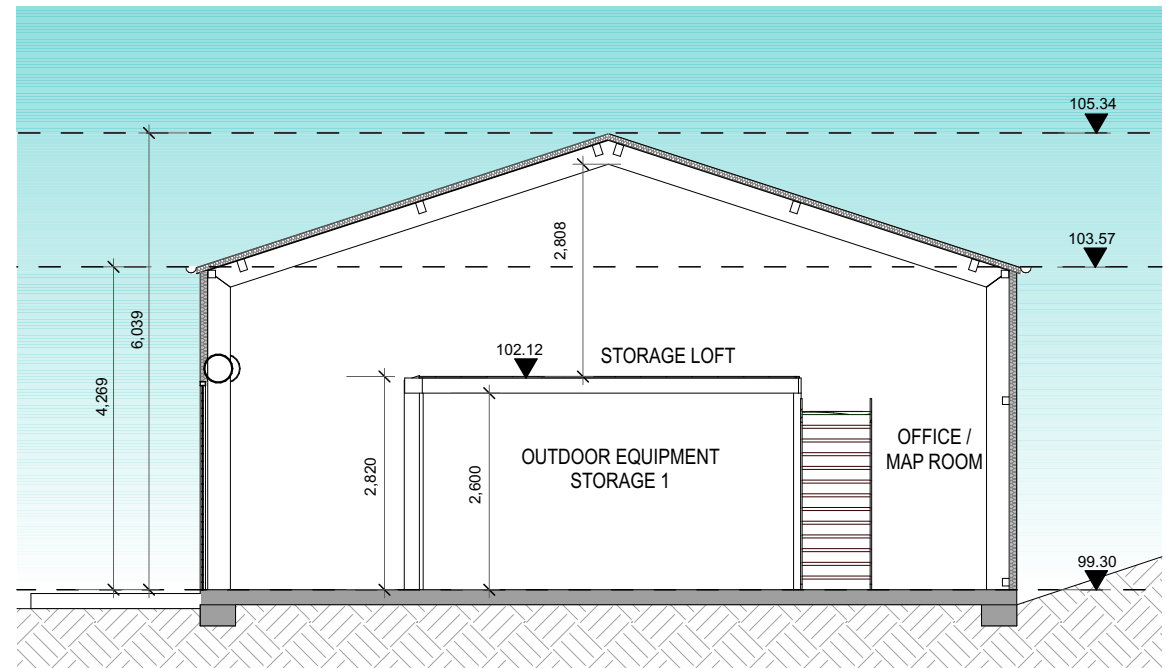 105.34
103.57
2,808
6,039
102.12
STORAGE LOFT
4,269
OFFICE /
MAP ROOM
OUTDOOR EQUIPMENT
STORAGE 1
2,820
2,600
99.30